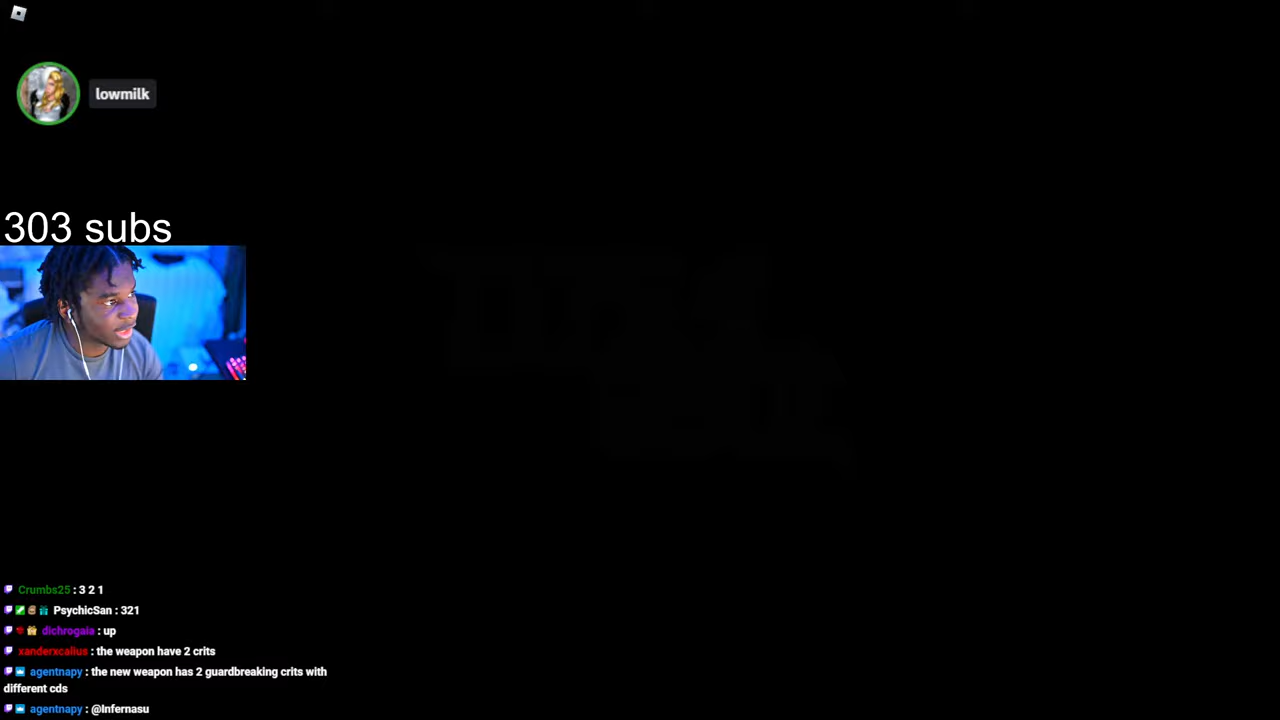 lowmilk
303 subs
Crumbs25 : 3 2 1
PsychicSan : 321
dichrogaia : up
xanderxcalius : the weapon have 2 crits
agentnapy : the new weapon has 2 guardbreaking crits with
different cds
agentnapy : @Infernasu